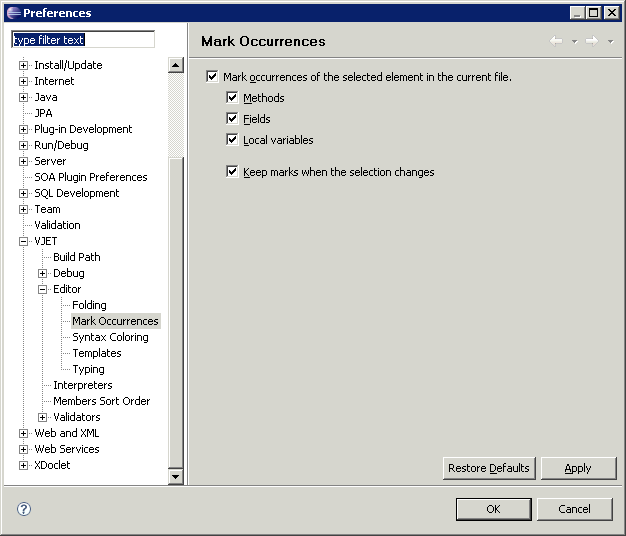 Preferences
type filter text
Install/Update
Internet
Java
JPA
Plug-in Development
Run/Debug
Server
SOA Plugin Preferences
SQL Development
Team
Validation
VJET
Build Path
Debug
Editor
Folding
Mark Occurrences
Syntax Coloring
Templates
Typing
Interpreters
Members Sort Order
Validators
Web and XML
Web Services
XDoclet
Mark Occurrences
Mark occurrences of the selected element in the current file.
Methods
Fields
Local variables
Keep marks when the selection changes
Restore Defaults Apply
? OK Cancel